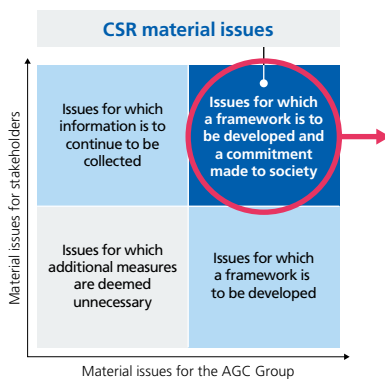 CSR material issues
Material issues for stakeholders
Issues for which
information is to
continue to be
collected
Issues for which
a framework is to
be developed and
a commitment
made to society
Issues for which
additional measures
are deemed
unnecessary
Issues for which
a framework is
to be developed
Material issues for the AGC Group